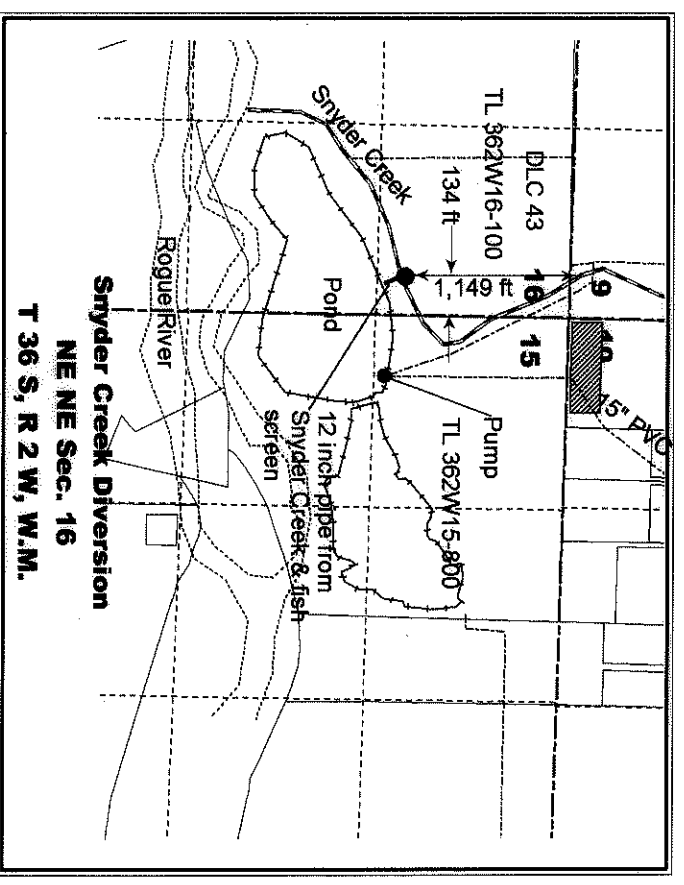 15" PVC
9
10
16
15
DLC 43
TL 362W16-100
134 ft
1,149 ft
Snyder Creek
Pump
TL 362W15-800
Pond
12 inch pipe from
Snyder Creek & fish
screen
Rogue River
Snyder Creek Diversion
NE NE Sec. 16
T 36 S, R 2 W, W.M.